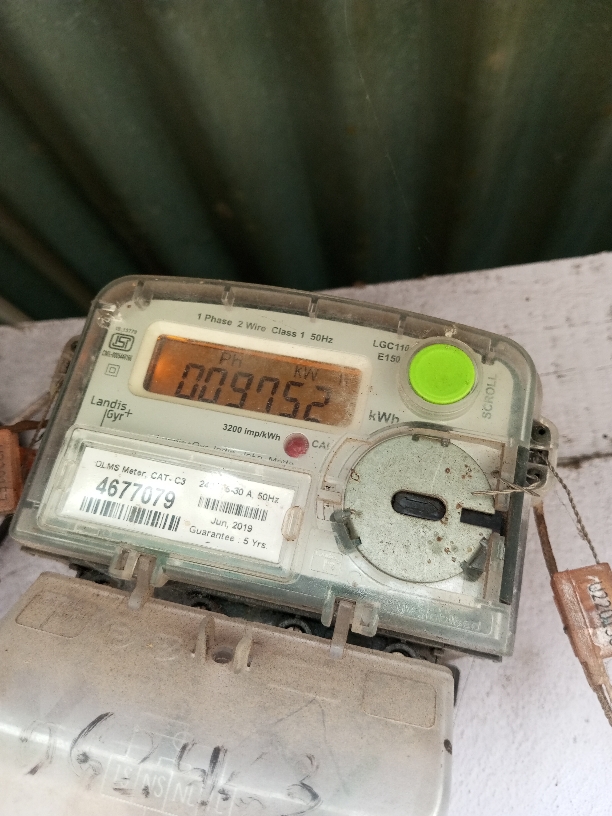 1 Phase 2 Wire Class 1 50Hz
LGC110
E150
Ph kW
009752
SCROLL
Landis
Gyr+
kWh
3200 imp/kWh
CAL
DLMS Meter, CAT- C3
4677079
30 A, 50Hz
Jun, 2019
Guarantee : 5 Yrs.